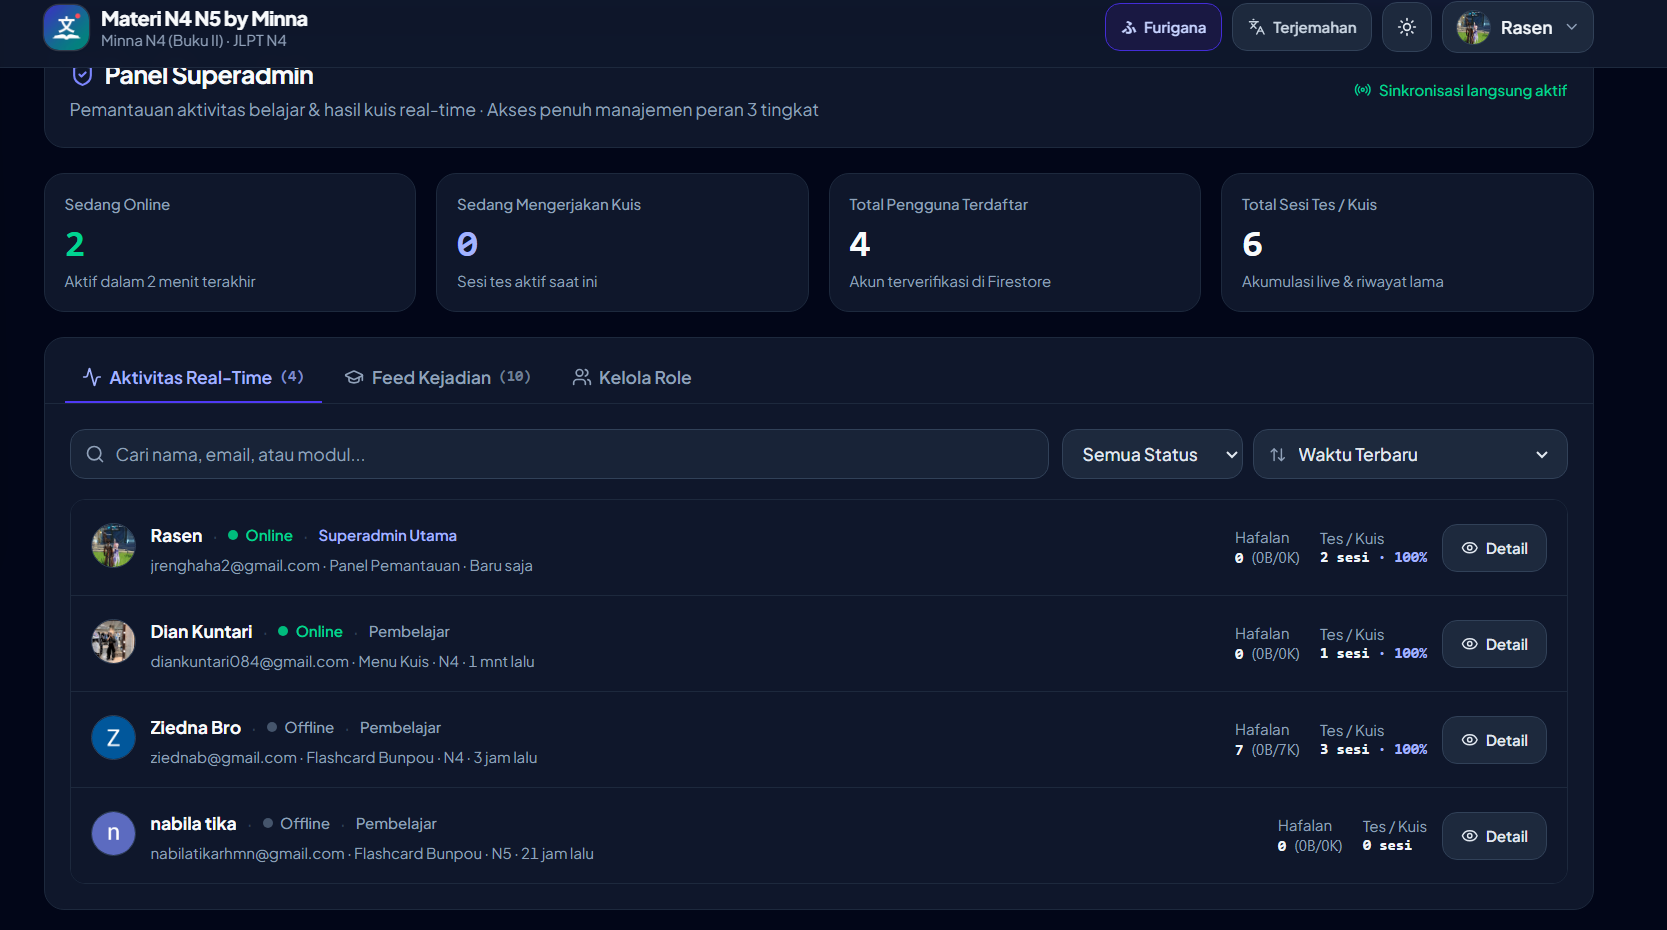 Materi N4 N5 by Minna
Minna N4 (Buku II) · JLPT N4
Furigana
Terjemahan
Rasen
Panel Superadmin
Pemantauan aktivitas belajar & hasil kuis real-time · Akses penuh manajemen peran 3 tingkat
Sinkronisasi langsung aktif
Sedang Online
2
Aktif dalam 2 menit terakhir
Sedang Mengerjakan Kuis
0
Sesi tes aktif saat ini
Total Pengguna Terdaftar
4
Akun terverifikasi di Firestore
Total Sesi Tes / Kuis
6
Akumulasi live & riwayat lama
Aktivitas Real-Time (4)
Feed Kejadian (10)
Kelola Role
Cari nama, email, atau modul...
Semua Status
Waktu Terbaru
Rasen · Online · Superadmin Utama
jrenghaha2@gmail.com · Panel Pemantauan · Baru saja
Hafalan
0 (0B/0K)
Tes / Kuis
2 sesi · 100%
Detail
Dian Kuntari · Online · Pembelajar
diankuntari084@gmail.com · Menu Kuis · N4 · 1 mnt lalu
Hafalan
0 (0B/0K)
Tes / Kuis
1 sesi · 100%
Detail
Z
Ziedna Bro · Offline · Pembelajar
ziednab@gmail.com · Flashcard Bunpou · N4 · 3 jam lalu
Hafalan
7 (0B/7K)
Tes / Kuis
3 sesi · 100%
Detail
n
nabila tika · Offline · Pembelajar
nabilatikarhmn@gmail.com · Flashcard Bunpou · N5 · 21 jam lalu
Hafalan
0 (0B/0K)
Tes / Kuis
0 sesi
Detail